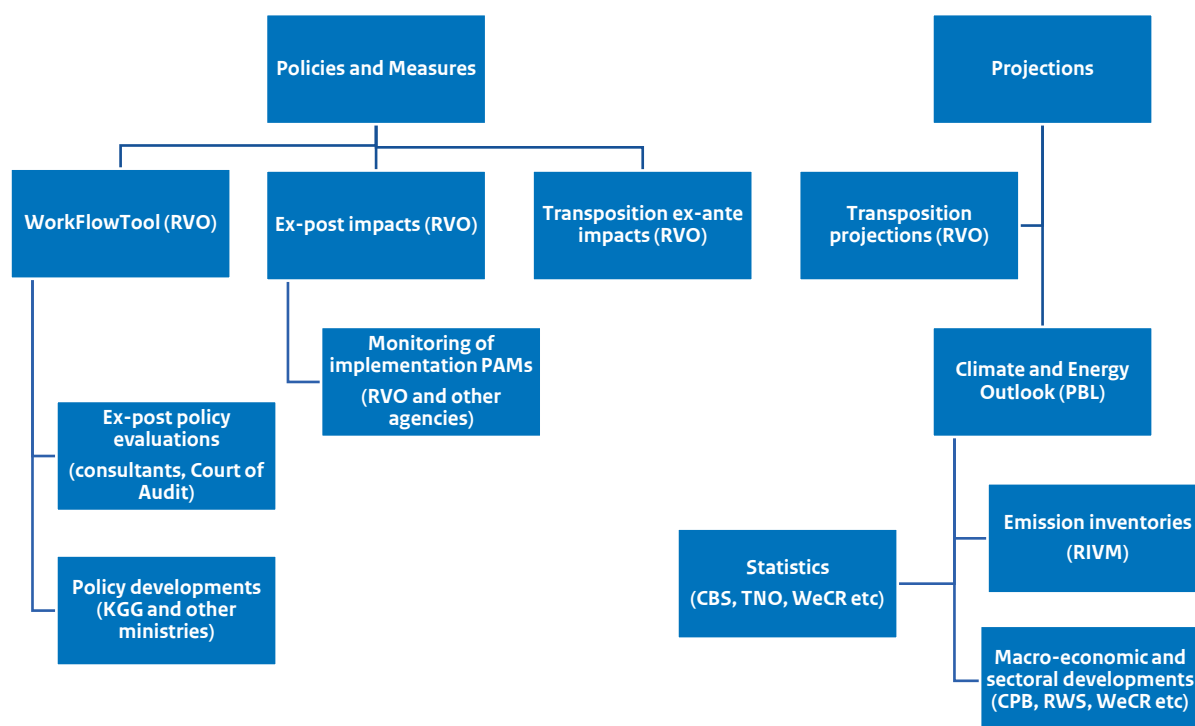 Policies and Measures
Projections
WorkFlowTool (RVO)
Ex-post impacts (RVO)
Transposition ex-ante
impacts (RVO)
Transposition
projections (RVO)
Monitoring of
implementation PAMs
(RVO and other
agencies)
Climate and Energy
Outlook (PBL)
Ex-post policy
evaluations
(consultants, Court of
Audit)
Emission inventories
(RIVM)
Statistics
(CBS, TNO, WeCR etc)
Policy developments
(KGG and other
ministries)
Macro-economic and
sectoral developments
(CPB, RWS, WeCR etc)